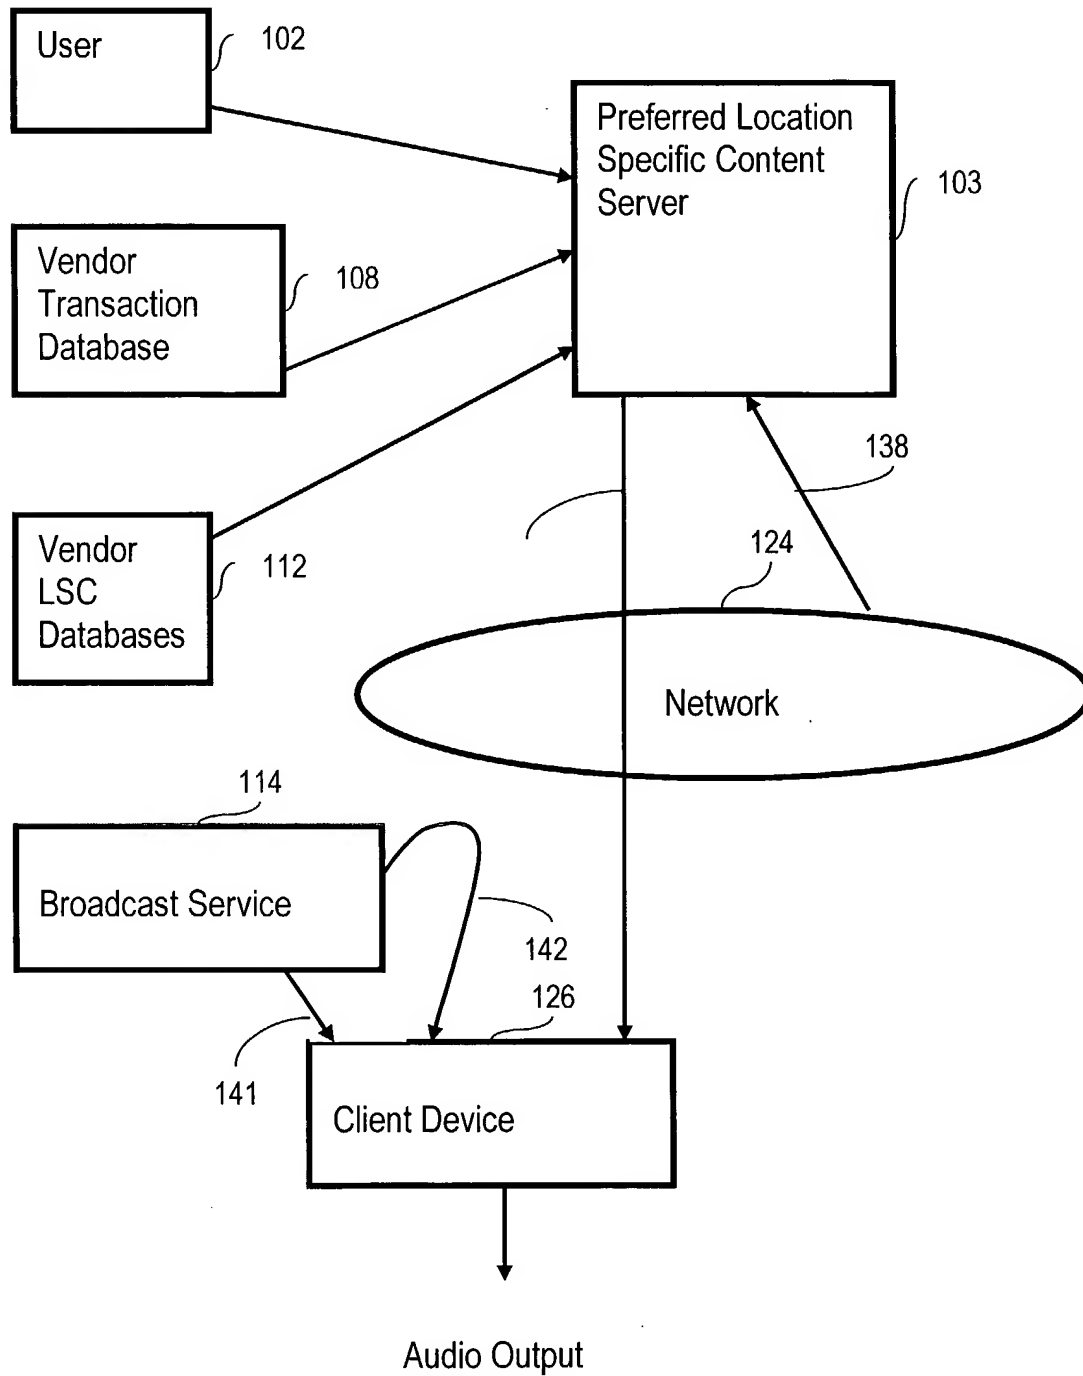 User
102
Preferred Location
Specific Content
Server
103
Vendor
Transaction
Database
108
138
Vendor
LSC
Databases
112
124
Network
114
Broadcast Service
142
126
141
Client Device
Audio Output